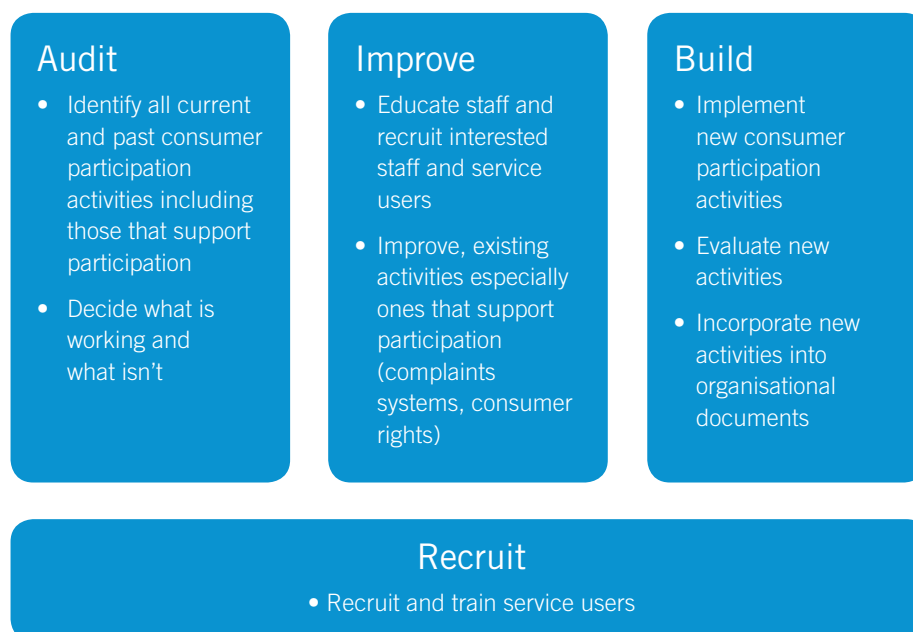 Audit
• Identify all current
and past consumer
participation
activities including
those that support
participation
• Decide what is
working and
what isn't
Improve
• Educate staff and
recruit interested
staff and service
users
• Improve, existing
activities especially
ones that support
participation
(complaints
systems, consumer
rights)
Build
• Implement
new consumer
participation
activities
• Evaluate new
activities
• Incorporate new
activities into
organisational
documents
Recruit
• Recruit and train service users